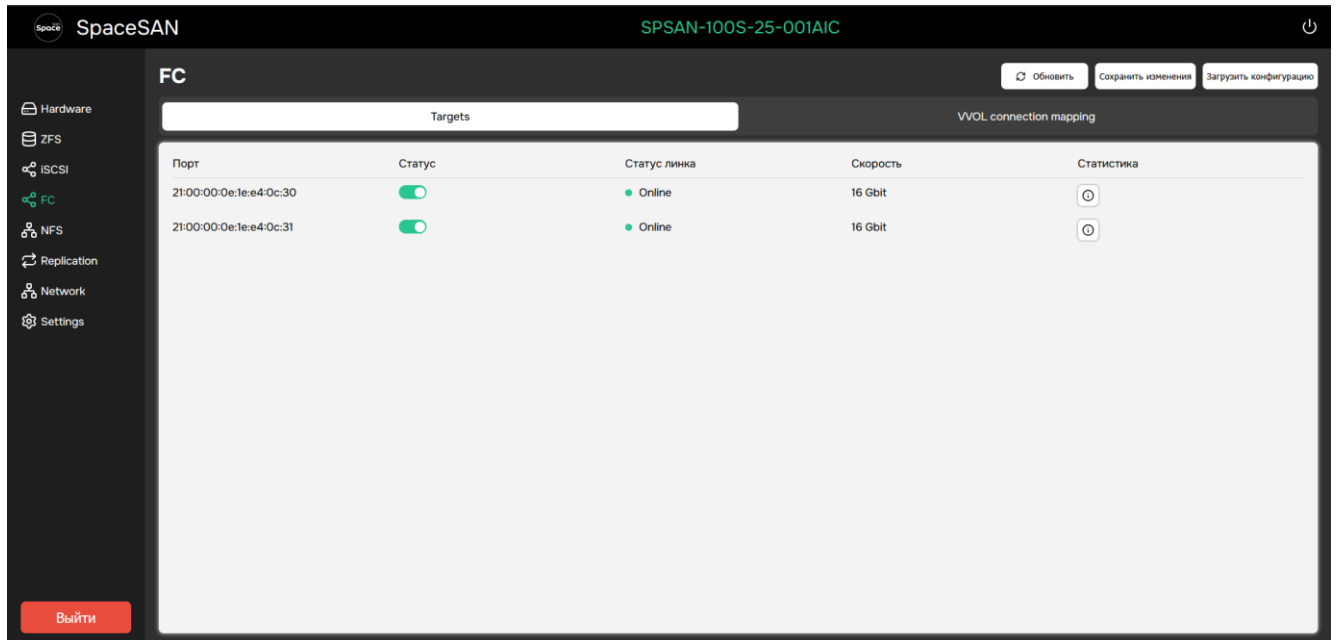 Space SpaceSAN SPSAN-100S-25-001AIC
FC Обновить Сохранить изменения Загрузить конфигурацию
Hardware
ZFS
iSCSI
FC
NFS
Replication
Network
Settings
Выйти
Targets VVOL connection mapping
Порт Статус Статус линка Скорость Статистика
21:00:00:0e:1e:e4:0c:30 Online 16 Gbit
21:00:00:0e:1e:e4:0c:31 Online 16 Gbit